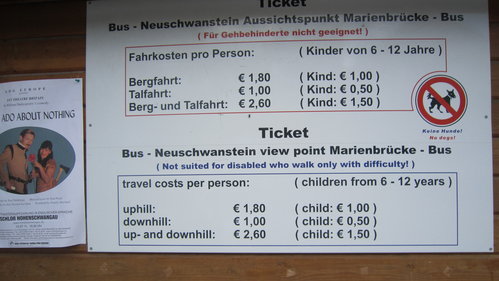 ADO ABOUT NOTHING
SCHLOß HOHENSCHWANGAU
Ticket
Bus - Neuschwanstein Aussichtspunkt Marienbrücke - Bus
( Für Gehbehinderte nicht geeignet! )
Fahrkosten pro Person: ( Kinder von 6 - 12 Jahre )
Bergfahrt: € 1,80 ( Kind: € 1,00 )
Talfahrt: € 1,00 ( Kind: € 0,50 )
Berg- und Talfahrt: € 2,60 ( Kind: € 1,50 )
Keine Hunde!
No dogs!
Ticket
Bus - Neuschwanstein view point Marienbrücke - Bus
( Not suited for disabled who walk only with difficulty! )
travel costs per person: ( children from 6 - 12 years )
uphill: € 1,80 ( child: € 1,00 )
downhill: € 1,00 ( child: € 0,50 )
up- and downhill: € 2,60 ( child: € 1,50 )